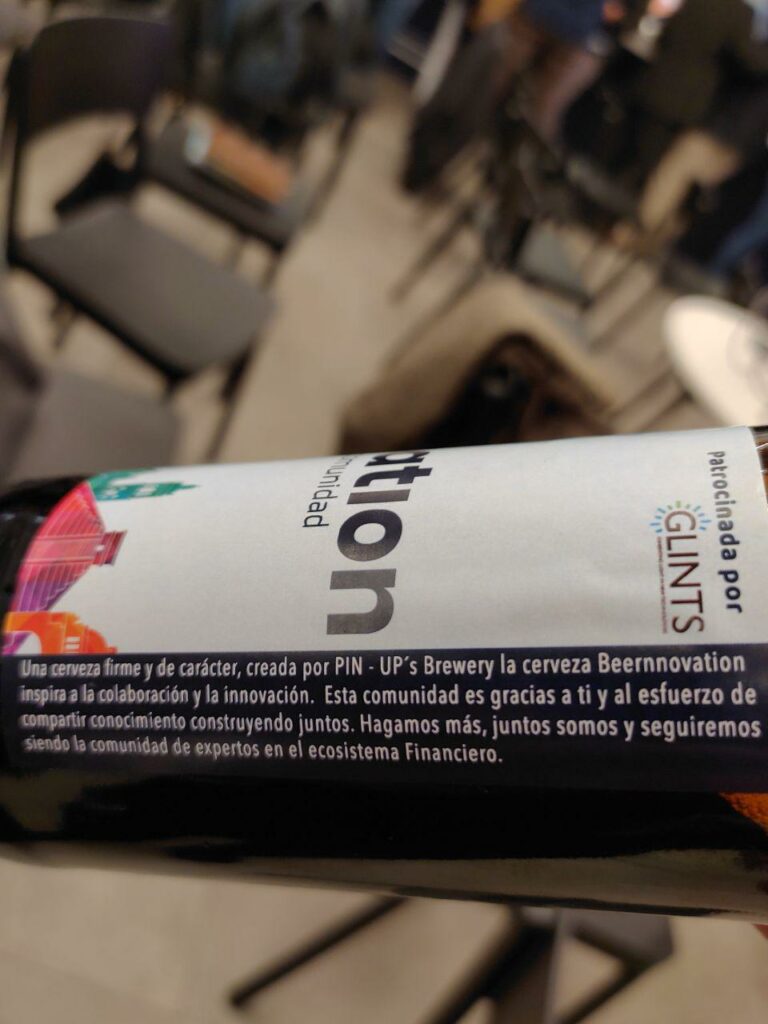 ation
munidad
Patrocinada por
GLINTS
Una cerveza firme y de carácter, creada por PIN - UP´s Brewery la cerveza Beernnovation
inspira a la colaboración y la innovación. Esta comunidad es gracias a ti y al esfuerzo de
compartir conocimiento construyendo juntos. Hagamos más, juntos somos y seguiremos
siendo la comunidad de expertos en el ecosistema Financiero.